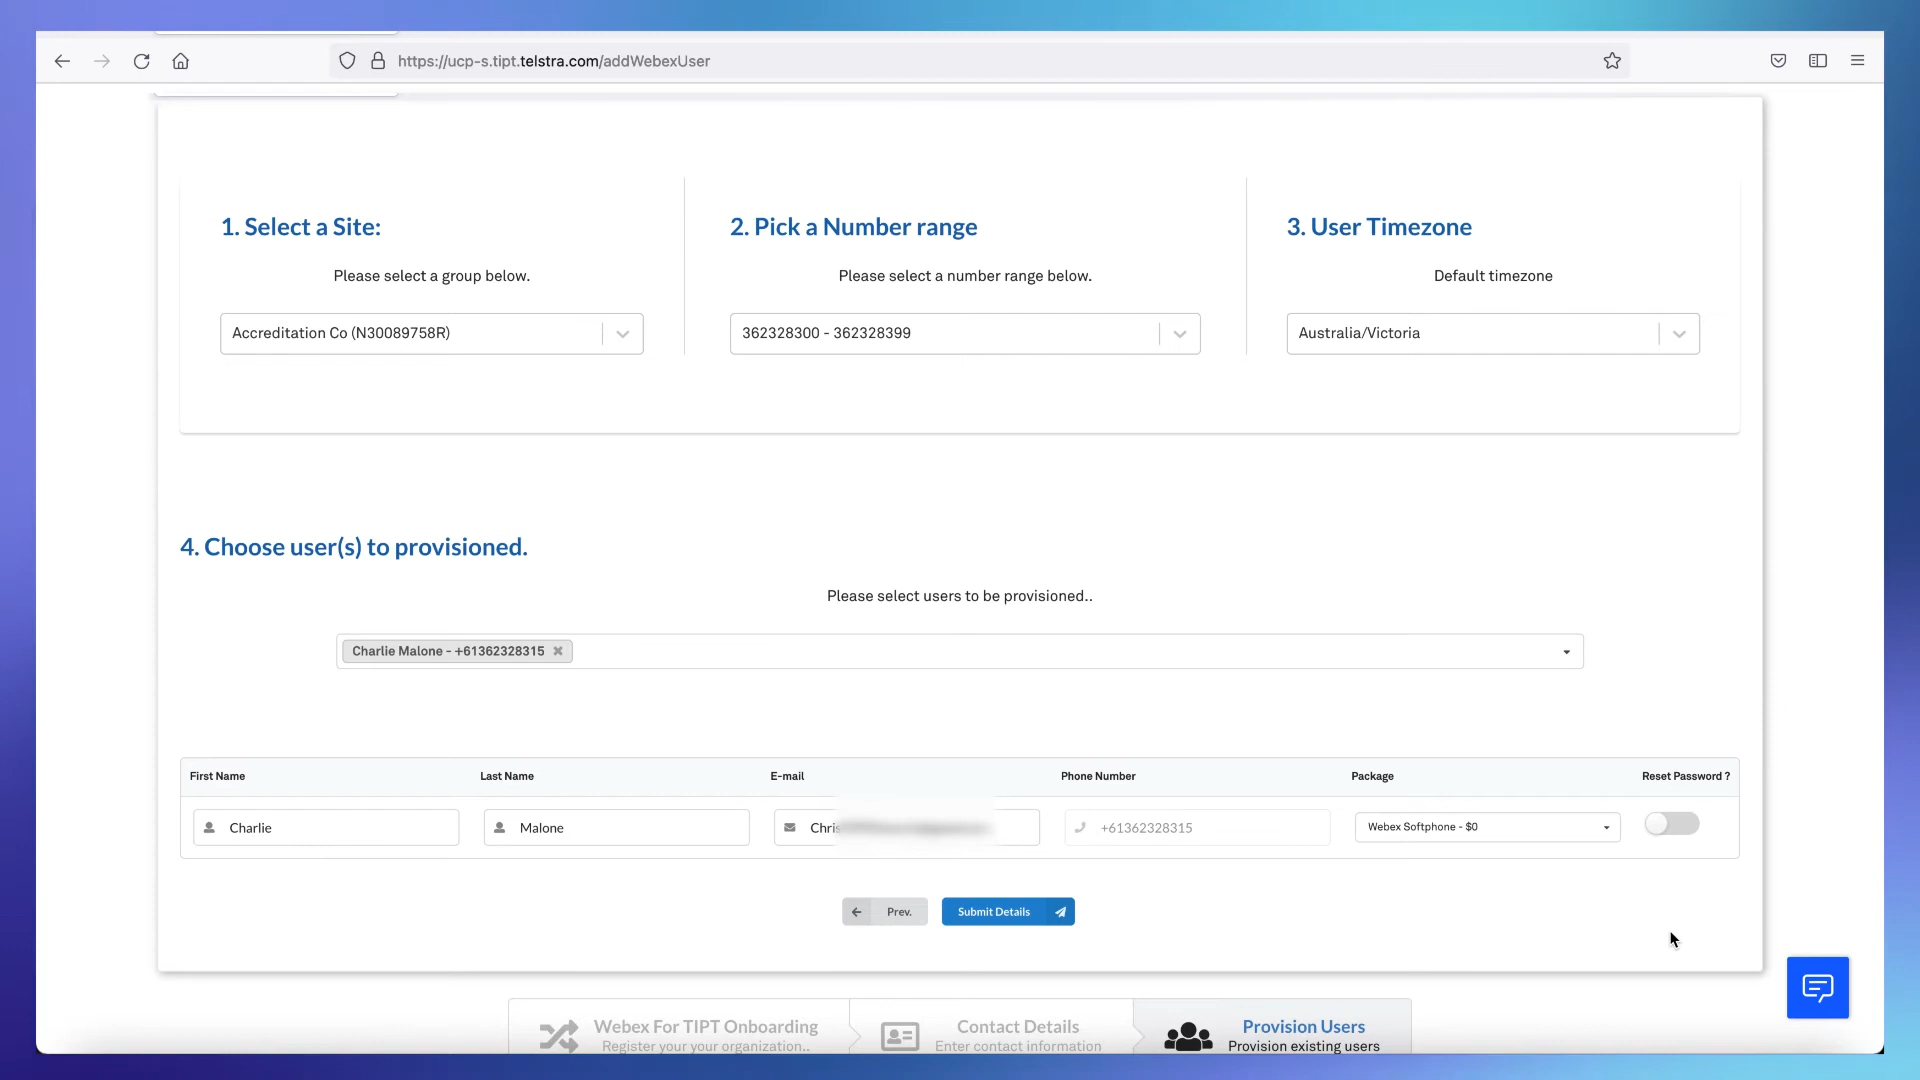 https://ucp-s.tipt.telstra.com/addWebexUser
1. Select a Site:
Please select a group below.
Accreditation Co (N30089758R)
2. Pick a Number range
Please select a number range below.
362328300 - 362328399
3. User Timezone
Default timezone
Australia/Victoria
4. Choose user(s) to provisioned.
Please select users to be provisioned..
Charlie Malone - +61362328315
First Name Last Name E-mail Phone Number Package Reset Password ?
Charlie Malone +61362328315 Webex Softphone - $0
Prev. Submit Details
Webex For TIPT Onboarding
Register your your organization..
Contact Details
Enter contact information
Provision Users
Provision existing users